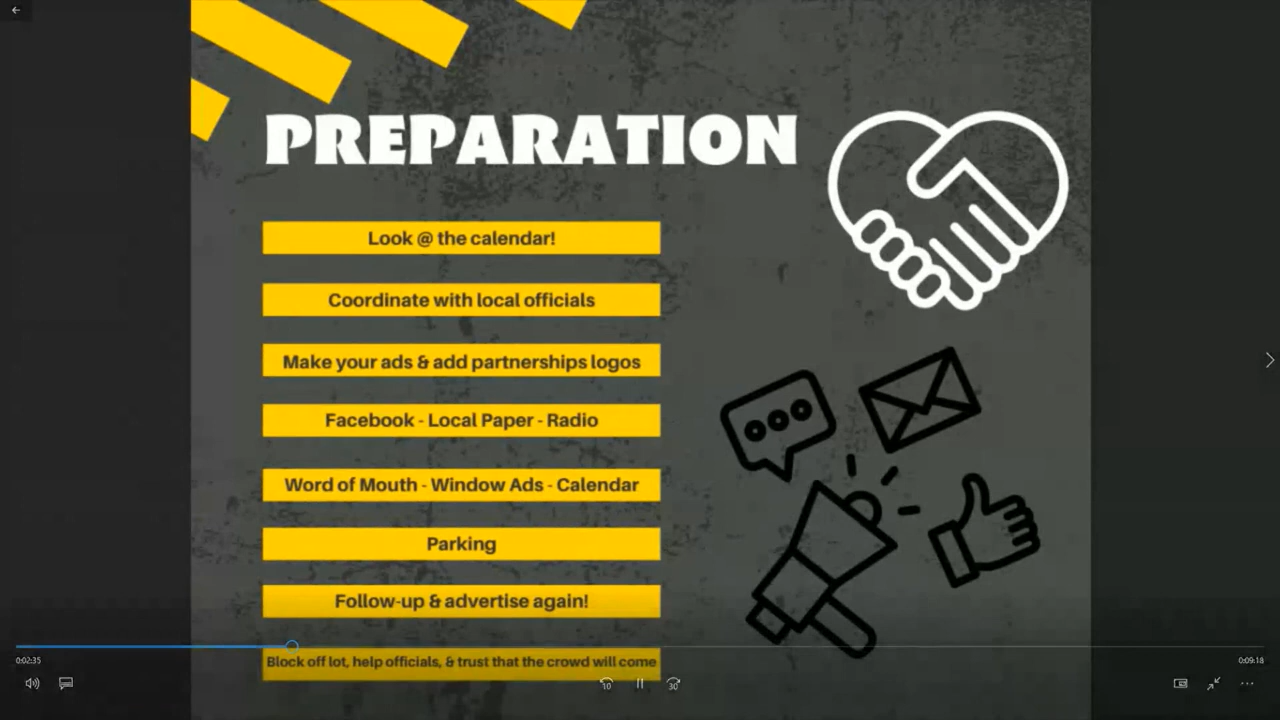 PREPARATION
Look @ the calendar!
Coordinate with local officials
Make your ads & add partnerships logos
Facebook - Local Paper - Radio
Word of Mouth - Window Ads - Calendar
Parking
Follow-up & advertise again!
Block off lot, help officials, & trust that the crowd will come
0:02:35
0:09:18
10
30